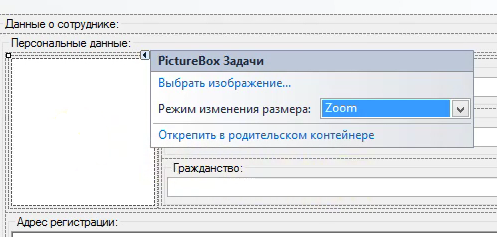 Данные о сотруднике:
Персональные данные:
PictureBox Задачи
Выбрать изображение...
Режим изменения размера: Zoom
Открепить в родительском контейнере
Гражданство:
Адрес регистрации: